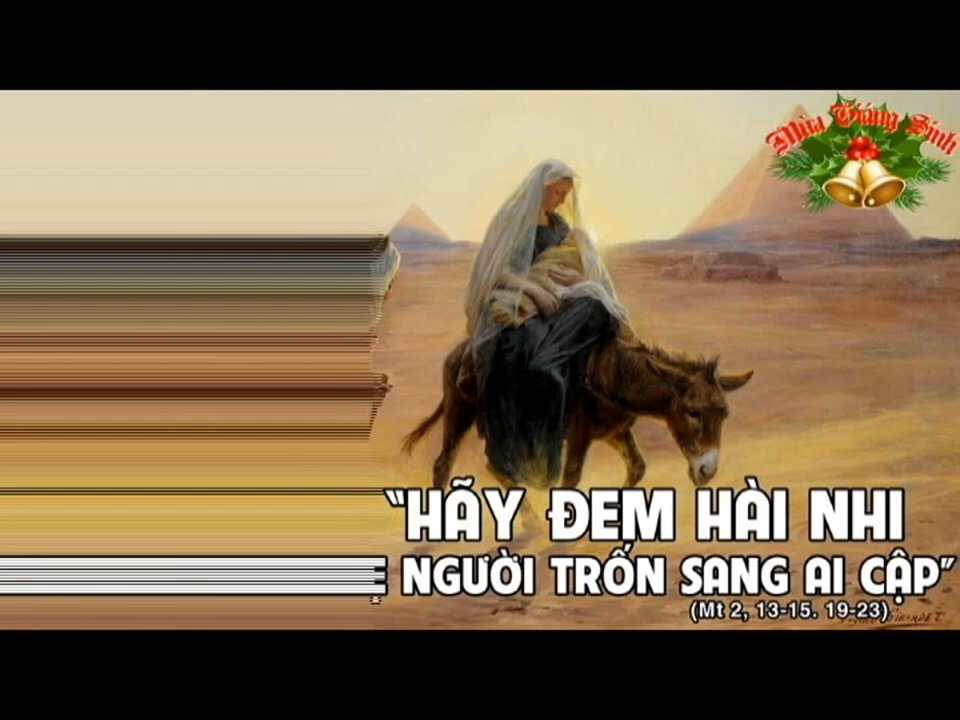 Mùa Giáng Sinh
“HÃY ĐEM HÀI NHI
NGƯỜI TRỐN SANG AI CẬP”
(Mt 2, 13-15. 19-23)